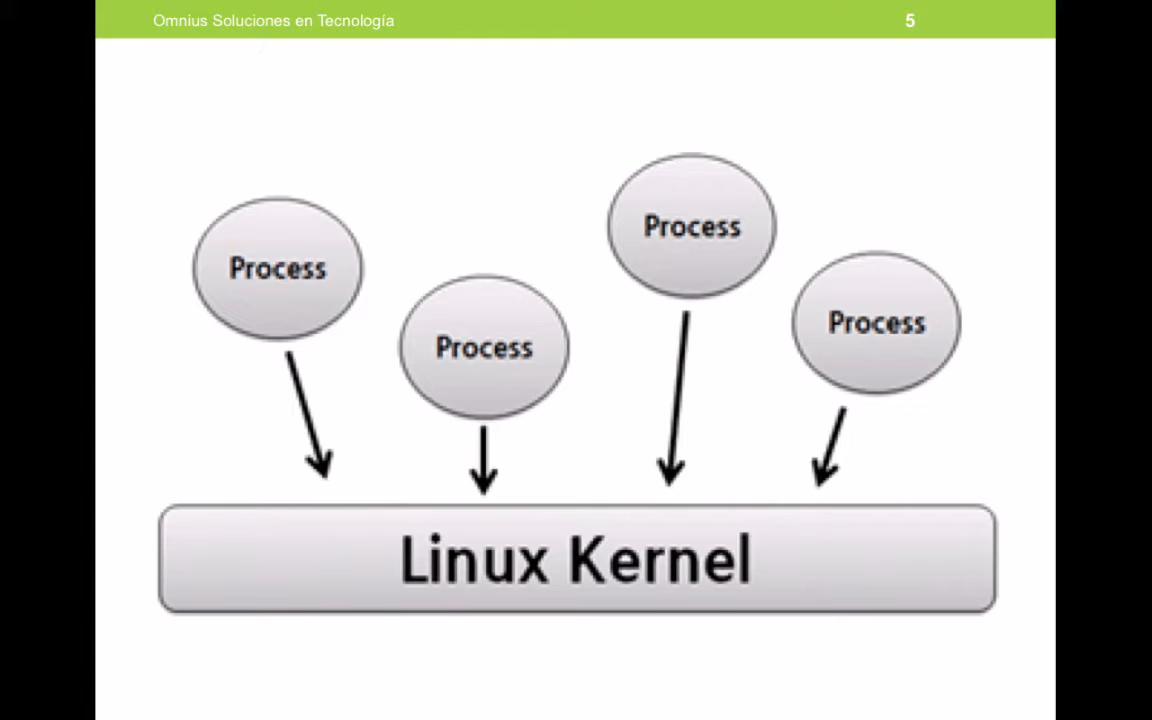 Omnius Soluciones en Tecnología
5
Process
Process
Process
Process
Linux Kernel